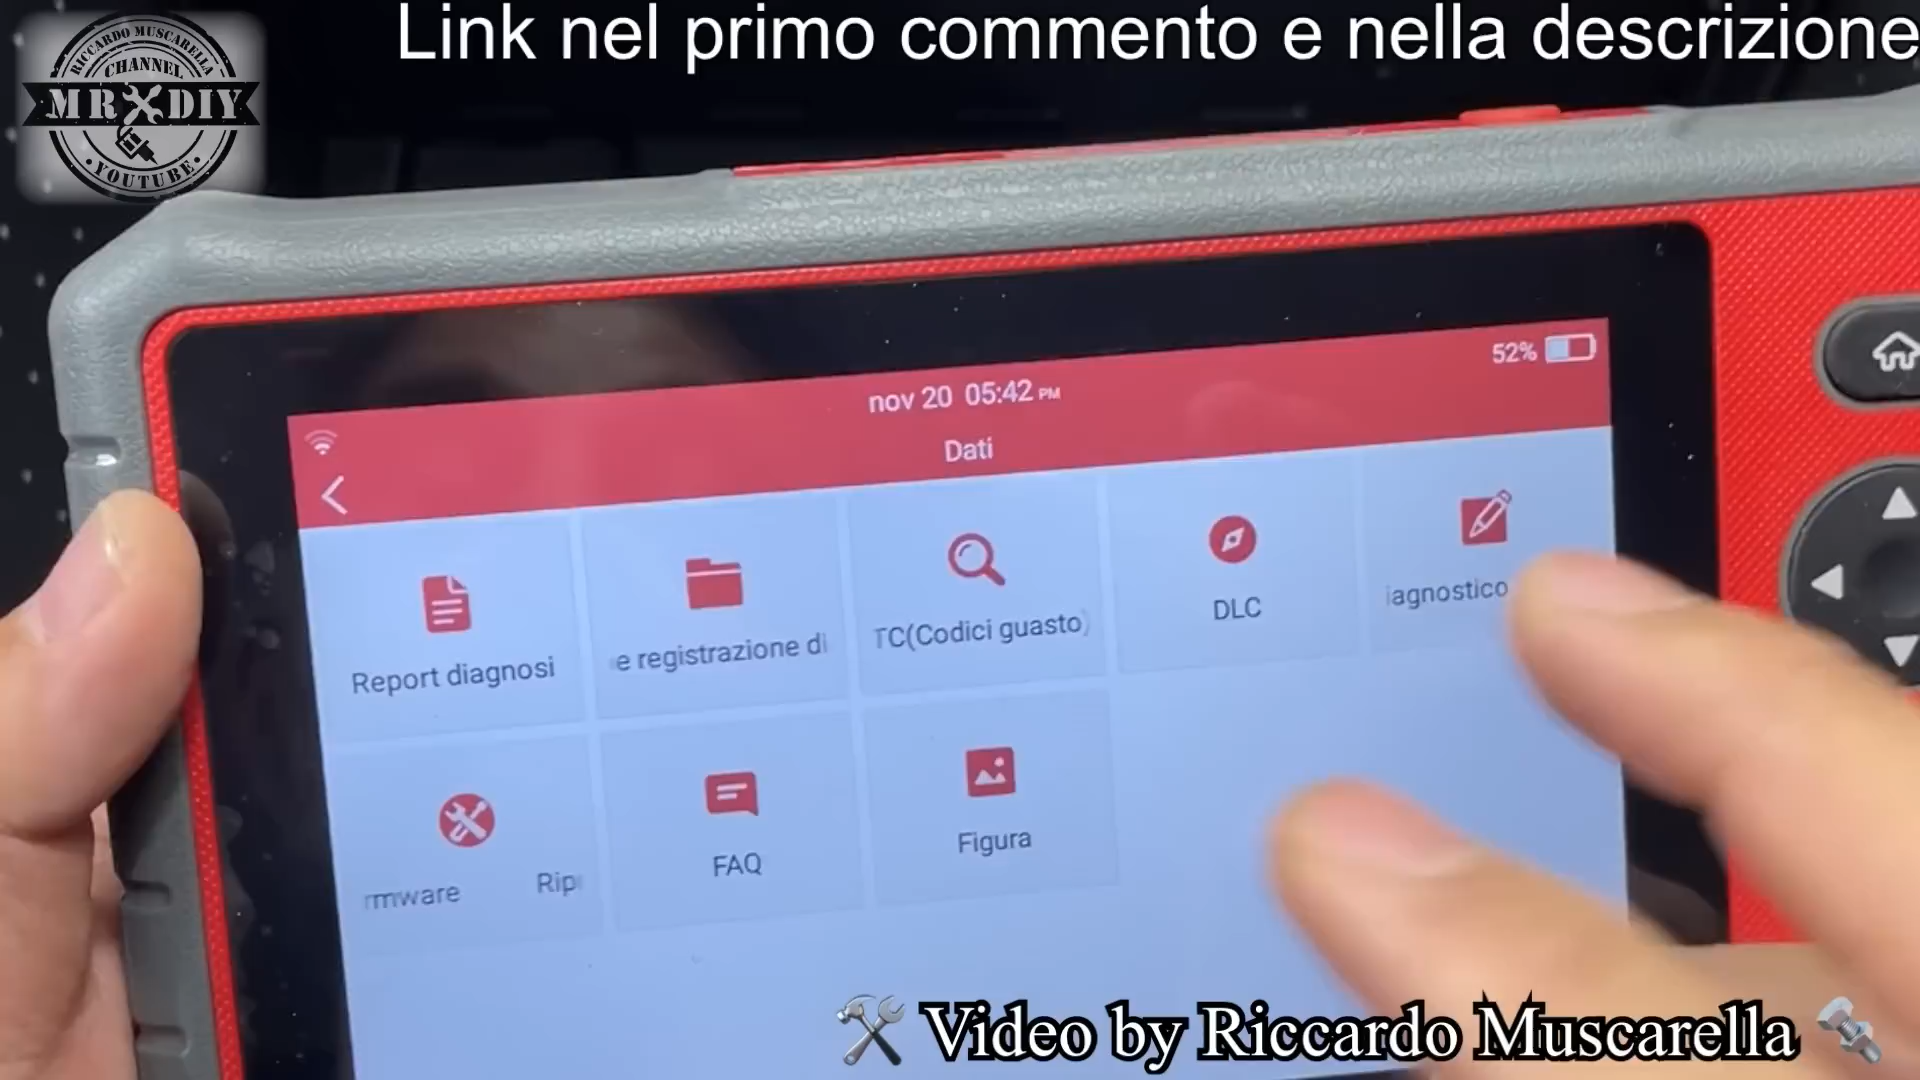 Link nel primo commento e nella descrizione
RICCARDO MUSCARELLA
CHANNEL
MR DIY
YOUTUBE
52%
nov 20 05:42 PM
Dati
Report diagnosi
e registrazione di
TC(Codici guasto)
DLC
iagnostico
rmware Rip
FAQ
Figura
Video by Riccardo Muscarella